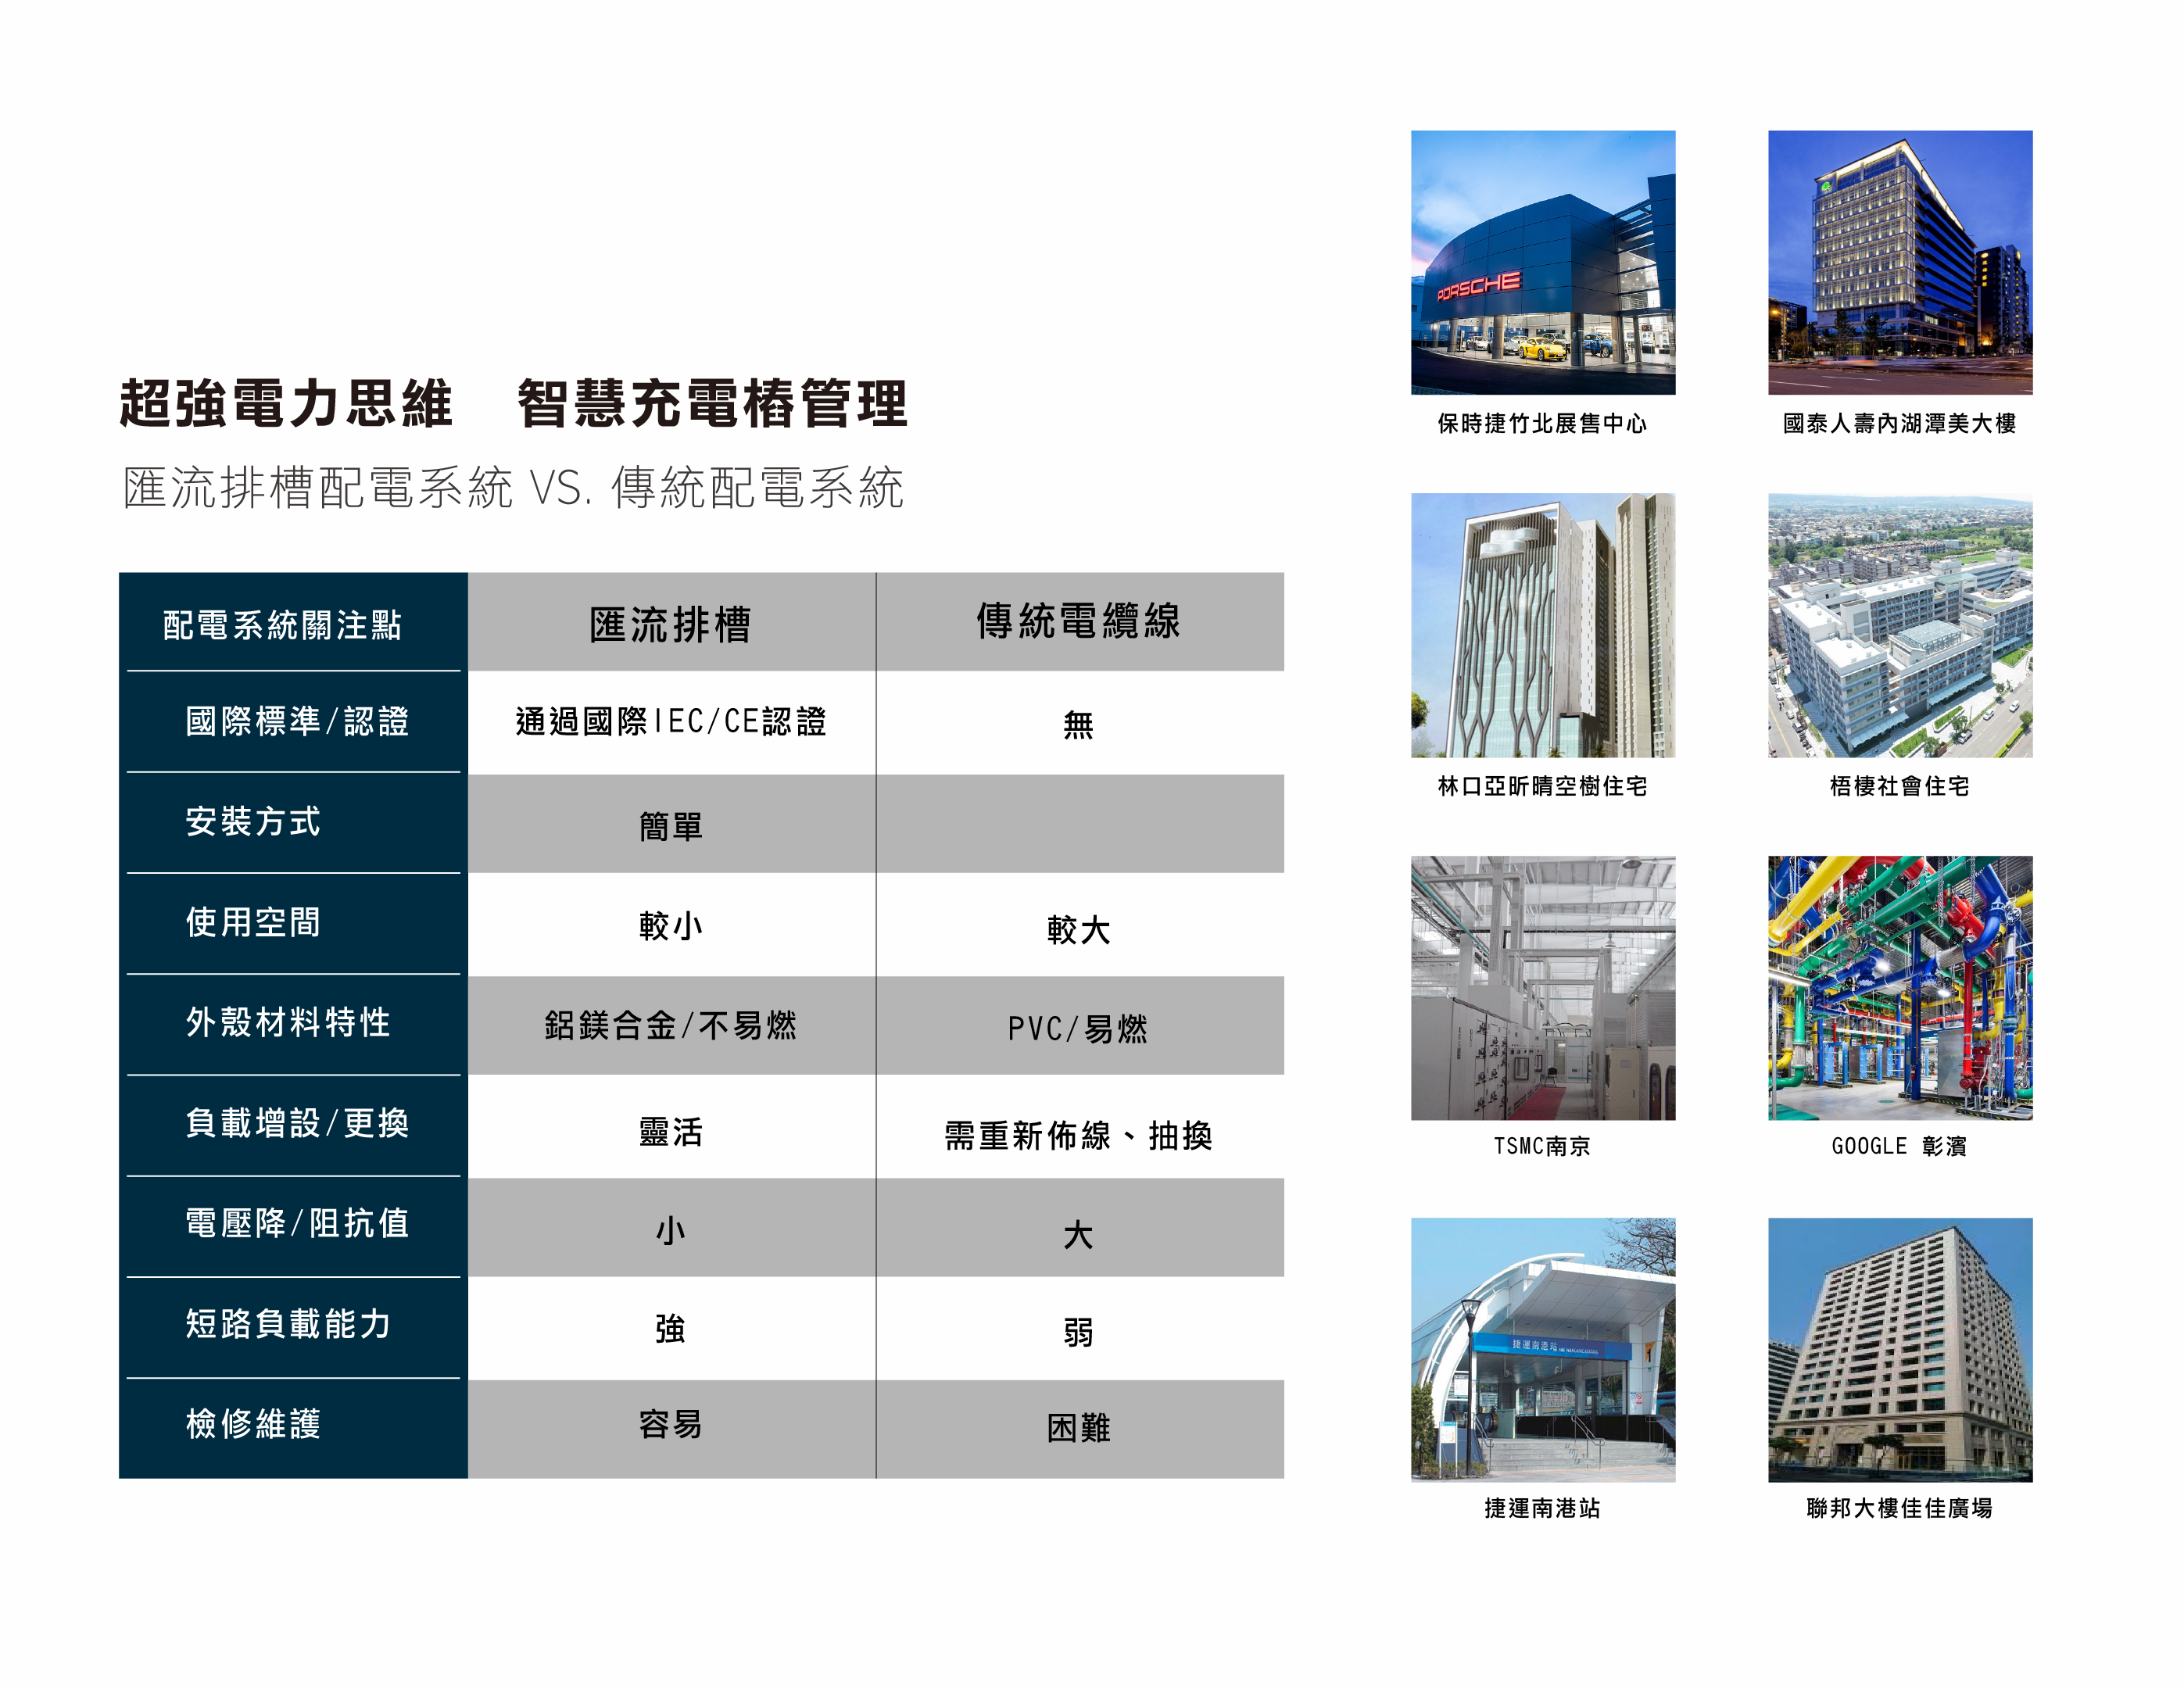 超強電力思維　智慧充電樁管理
匯流排槽配電系統 VS. 傳統配電系統
配電系統關注點 匯流排槽 傳統電纜線
國際標準/認證 通過國際IEC/CE認證 無
安裝方式 簡單
使用空間 較小 較大
外殼材料特性 鋁鎂合金/不易燃 PVC/易燃
負載增設/更換 靈活 需重新佈線、抽換
電壓降/阻抗值 小 大
短路負載能力 強 弱
檢修維護 容易 困難
PORSCHE
保時捷竹北展售中心
國泰人壽內湖潭美大樓
林口亞昕晴空樹住宅
梧棲社會住宅
TSMC南京
GOOGLE 彰濱
捷運南港站
1
捷運南港站
聯邦大樓佳佳廣場